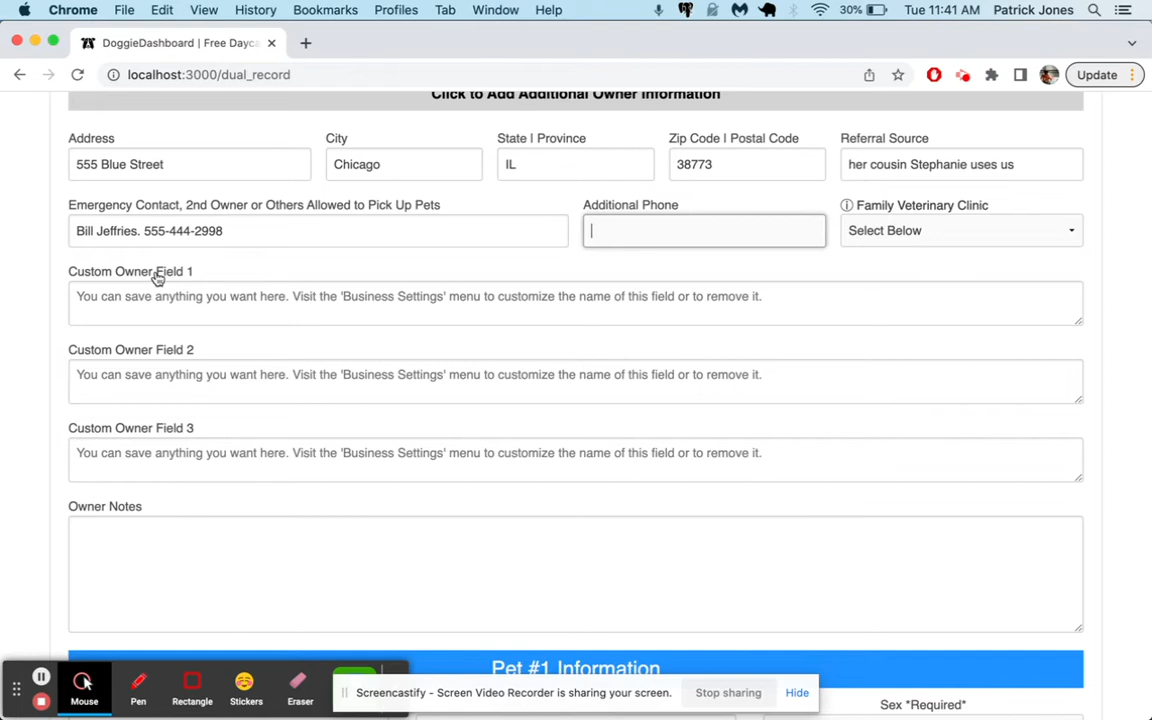 Chrome File Edit View History Bookmarks Profiles Tab Window Help 30% Tue 11:41 AM Patrick Jones
DoggieDashboard | Free Dayca
localhost:3000/dual_record Update
Click to Add Additional Owner Information
Address City State | Province Zip Code | Postal Code Referral Source
555 Blue Street Chicago IL 38773 her cousin Stephanie uses us
Emergency Contact, 2nd Owner or Others Allowed to Pick Up Pets Additional Phone Family Veterinary Clinic
Bill Jeffries. 555-444-2998 Select Below
Custom Owner Field 1
You can save anything you want here. Visit the 'Business Settings' menu to customize the name of this field or to remove it.
Custom Owner Field 2
You can save anything you want here. Visit the 'Business Settings' menu to customize the name of this field or to remove it.
Custom Owner Field 3
You can save anything you want here. Visit the 'Business Settings' menu to customize the name of this field or to remove it.
Owner Notes
Pet #1 Information
Screencastify - Screen Video Recorder is sharing your screen. Stop sharing Hide
Mouse Pen Rectangle Stickers Eraser
Sex *Required*